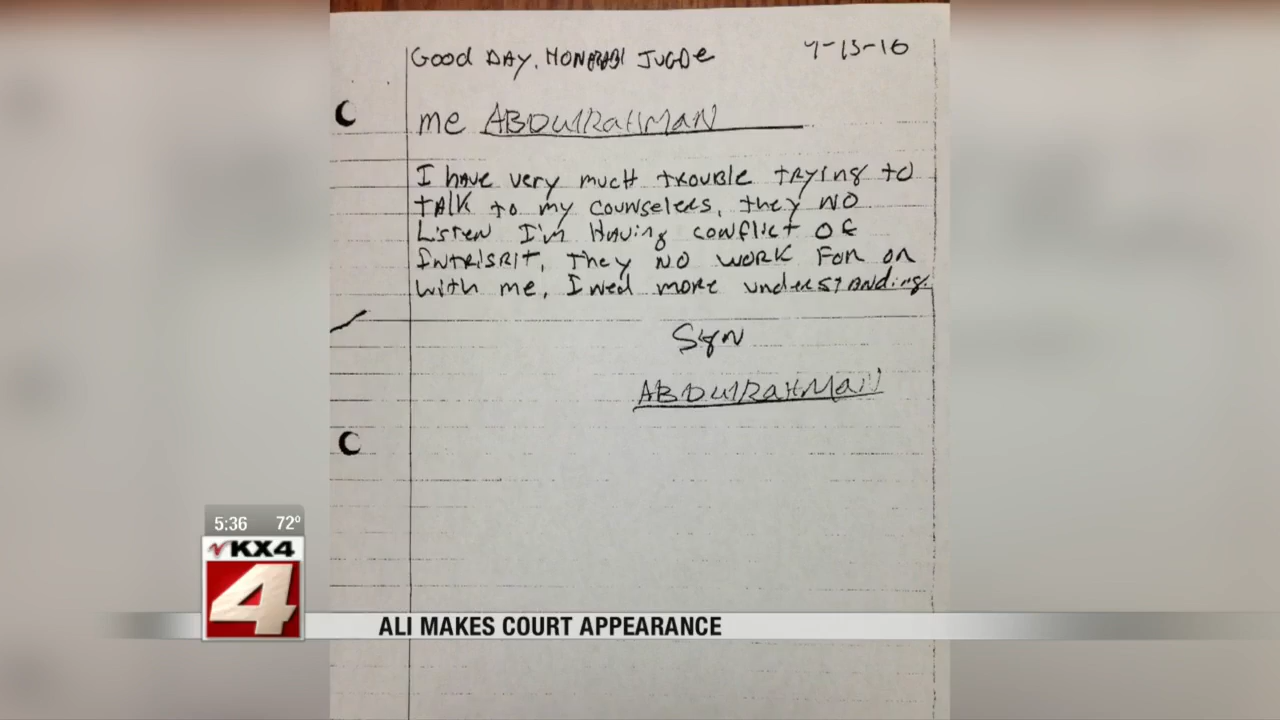 Good DAY, HONRABl JUGDe 7-15-16
me ABDulRaHMAN
I have very much trouble trying to
talk to my counselers, they NO
Listen I'm Having conflict of
INTRISRIT, They NO WORK FOR or
with me, I need more understanding.
Sign
ABDulRaHMaN
5:36 72°
KX4
4
ALI MAKES COURT APPEARANCE